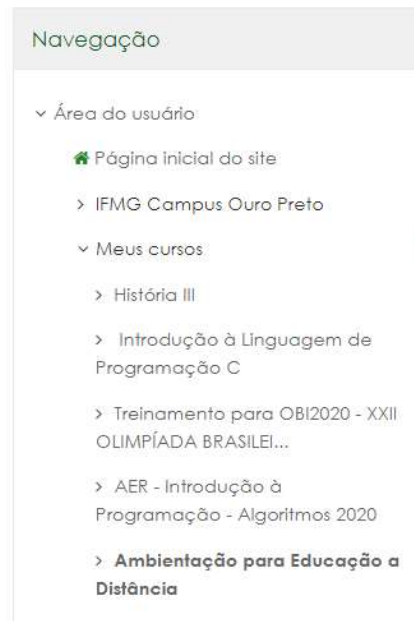 Navegação
Área do usuário
Página inicial do site
IFMG Campus Ouro Preto
Meus cursos
História III
Introdução à Linguagem de
Programação C
Treinamento para OBI2020 - XXII
OLIMPÍADA BRASILEI...
AER - Introdução à
Programação - Algoritmos 2020
Ambientação para Educação a
Distância